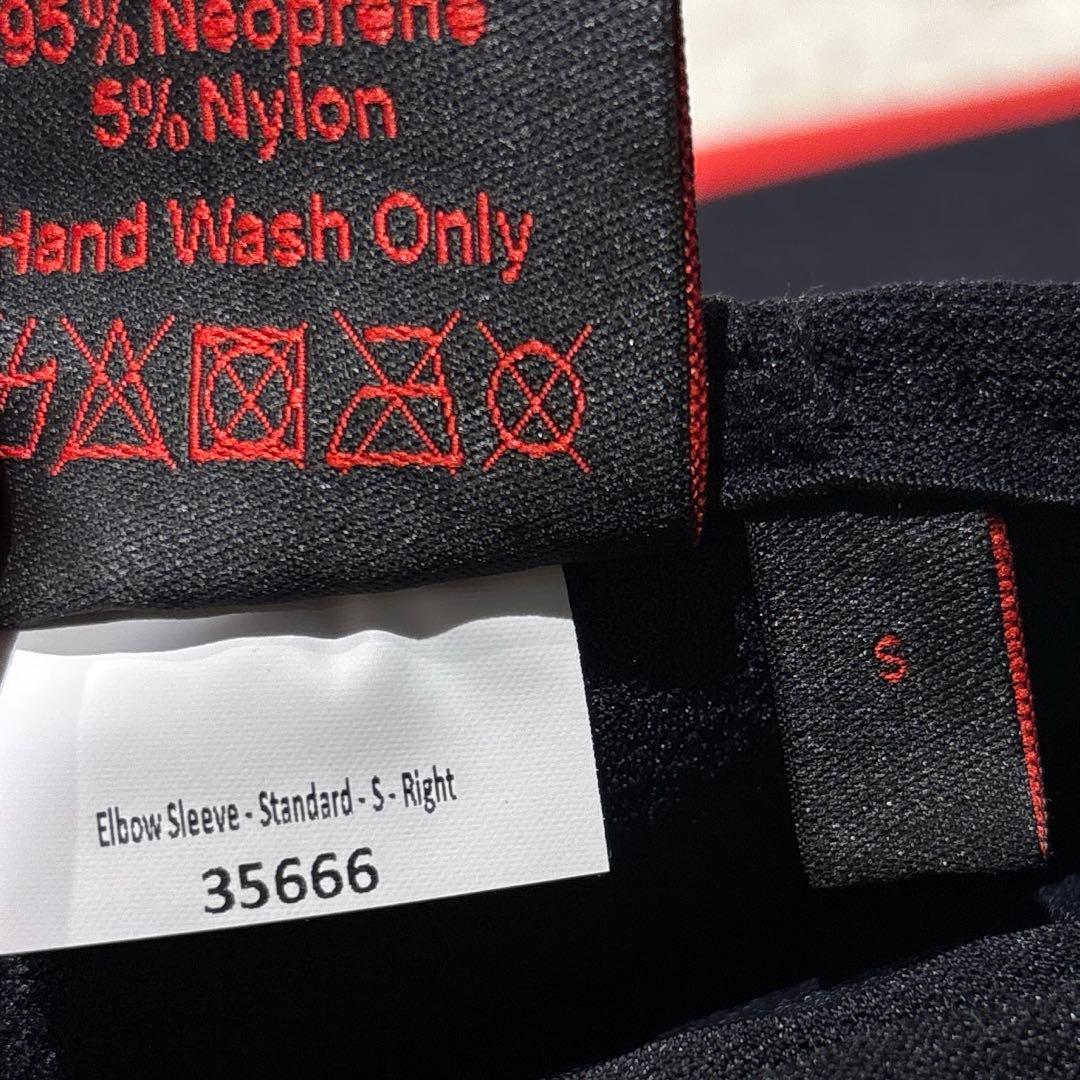 95% Neoprene
5% Nylon
Hand Wash Only
S
Elbow Sleeve - Standard - S - Right
35666